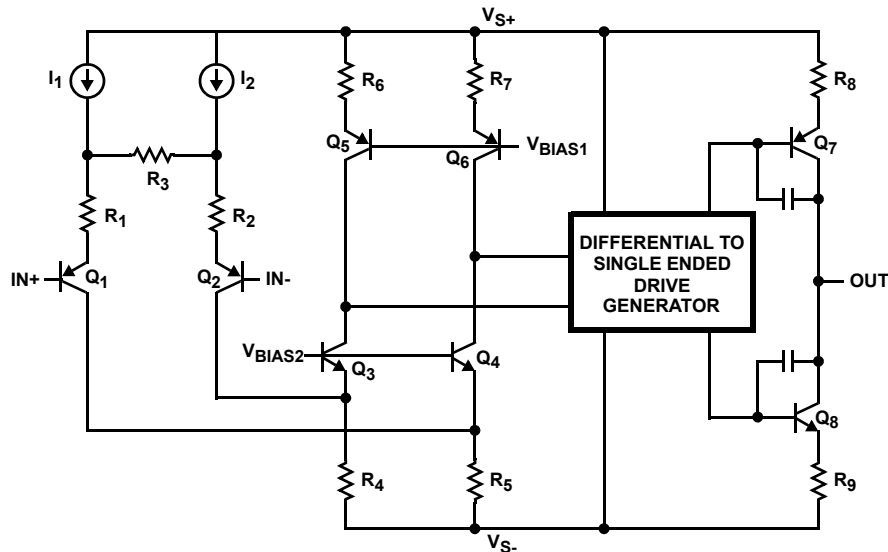 VS+
I1
I2
R6
R7
R8
Q5
Q6
VBIAS1
Q7
R3
R1
R2
DIFFERENTIAL TO
SINGLE ENDED
DRIVE
GENERATOR
IN+
Q1
Q2
IN-
OUT
VBIAS2
Q3
Q4
Q8
R4
R5
R9
VS-